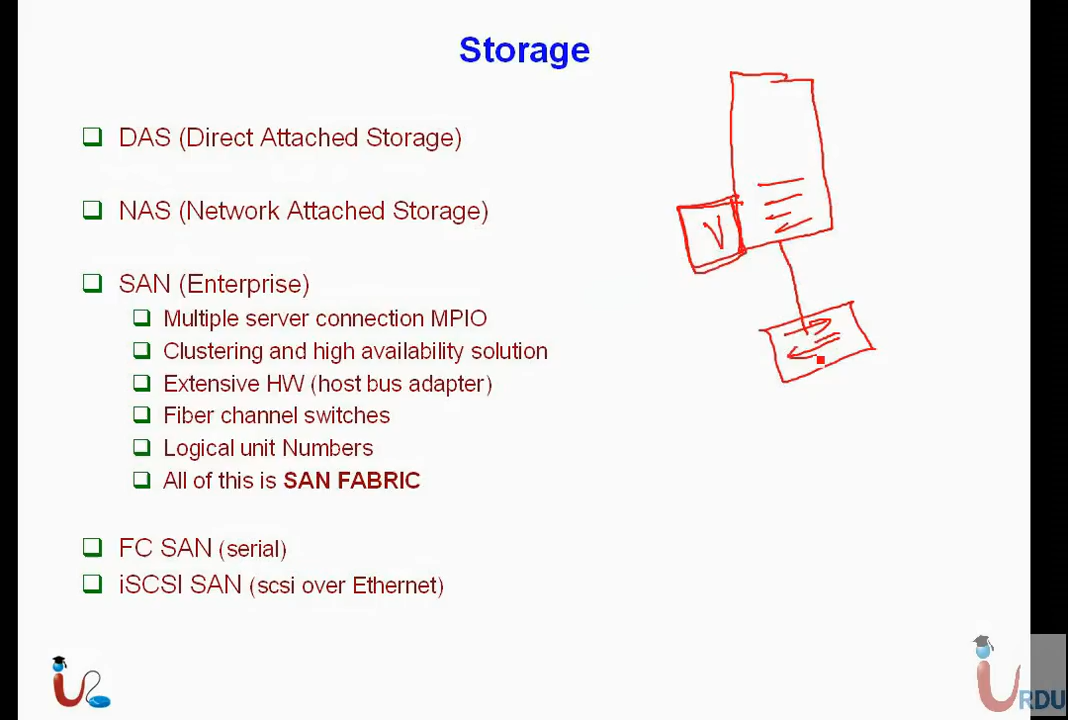 Storage
DAS (Direct Attached Storage)
NAS (Network Attached Storage)
SAN (Enterprise)
Multiple server connection MPIO
Clustering and high availability solution
Extensive HW (host bus adapter)
Fiber channel switches
Logical unit Numbers
All of this is SAN FABRIC
FC SAN (serial)
iSCSI SAN (scsi over Ethernet)
V
iRDU